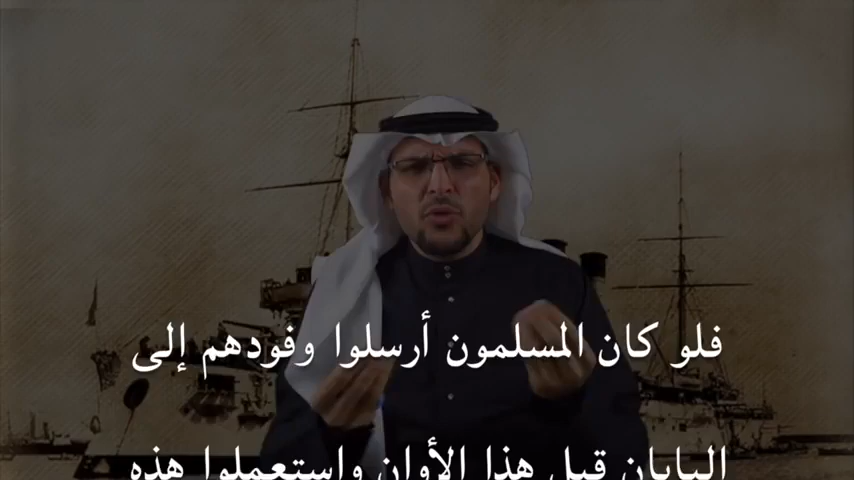 فلو كان المسلمون أرسلوا وفودهم إلى
اليابان قبل هذا الأوان واستعملوا هذه